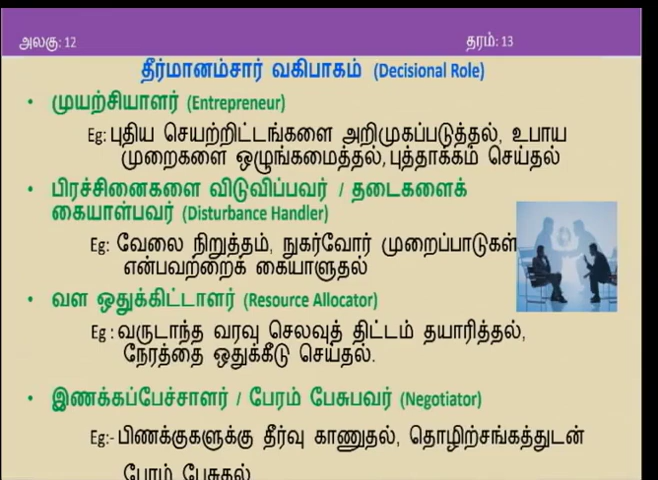 அலகு: 12
தரம்: 13
தீர்மானம்சார் வகிபாகம் (Decisional Role)
• முயற்சியாளர் (Entrepreneur)
Eg: புதிய செயற்றிட்டங்களை அறிமுகப்படுத்தல், உபாய
முறைகளை ஒழுங்கமைத்தல், புத்தாக்கம் செய்தல்
• பிரச்சினைகளை விடுவிப்பவர் / தடைகளைக்
கையாள்பவர் (Disturbance Handler)
Eg: வேலை நிறுத்தம், நுகர்வோர் முறைப்பாடுகள்
என்பவற்றைக் கையாளுதல்
• வள ஒதுக்கீட்டாளர் (Resource Allocator)
Eg : வருடாந்த வரவு செலவுத் திட்டம் தயாரித்தல்,
நேரத்தை ஒதுக்கீடு செய்தல்.
• இணக்கப்பேச்சாளர் / பேரம் பேசுபவர் (Negotiator)
Eg:- பிணக்குகளுக்கு தீர்வு காணுதல், தொழிற்சங்கத்துடன்
பேரம் பேசுதல்